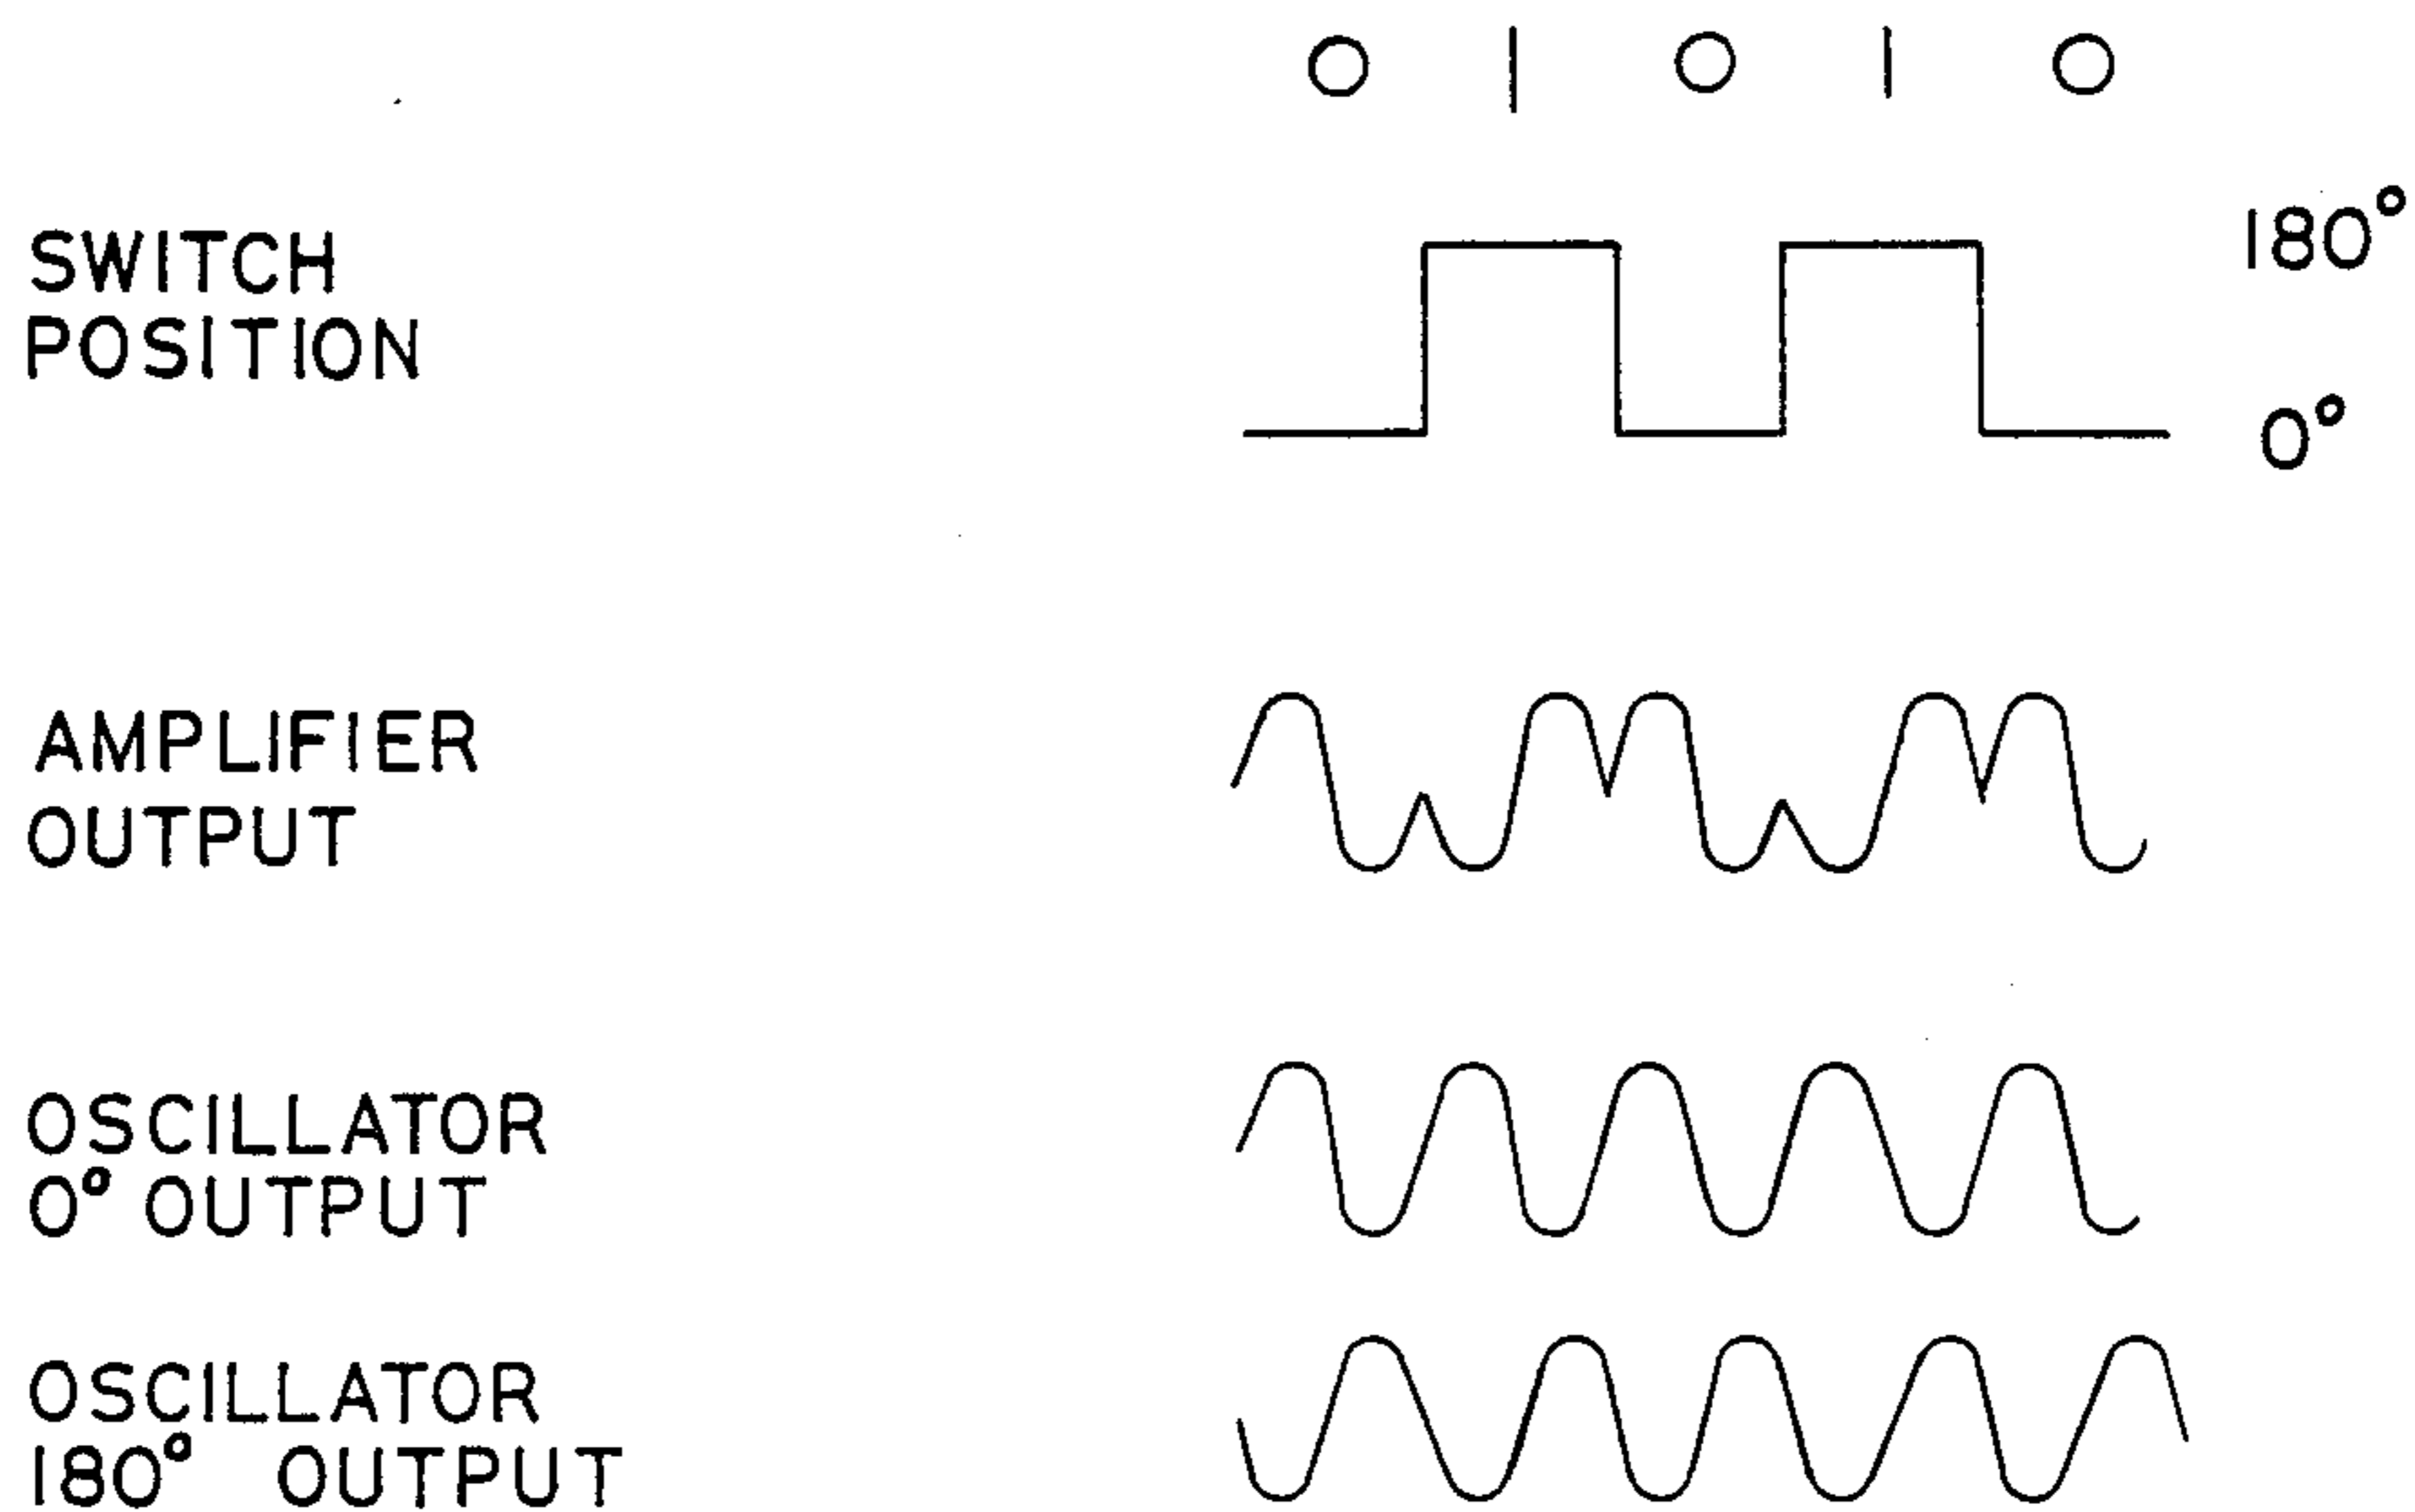 0 1 0 1 0
180°
SWITCH
POSITION
0°
AMPLIFIER
OUTPUT
OSCILLATOR
0° OUTPUT
OSCILLATOR
180° OUTPUT